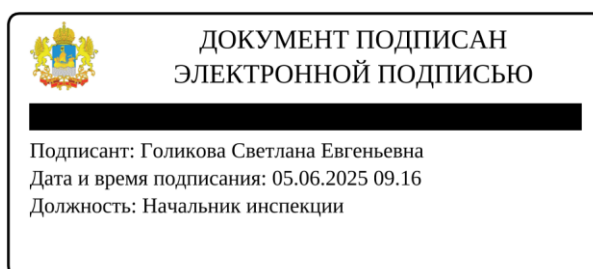 ДОКУМЕНТ ПОДПИСАН
ЭЛЕКТРОННОЙ ПОДПИСЬЮ
Подписант: Голикова Светлана Евгеньевна
Дата и время подписания: 05.06.2025 09.16
Должность: Начальник инспекции